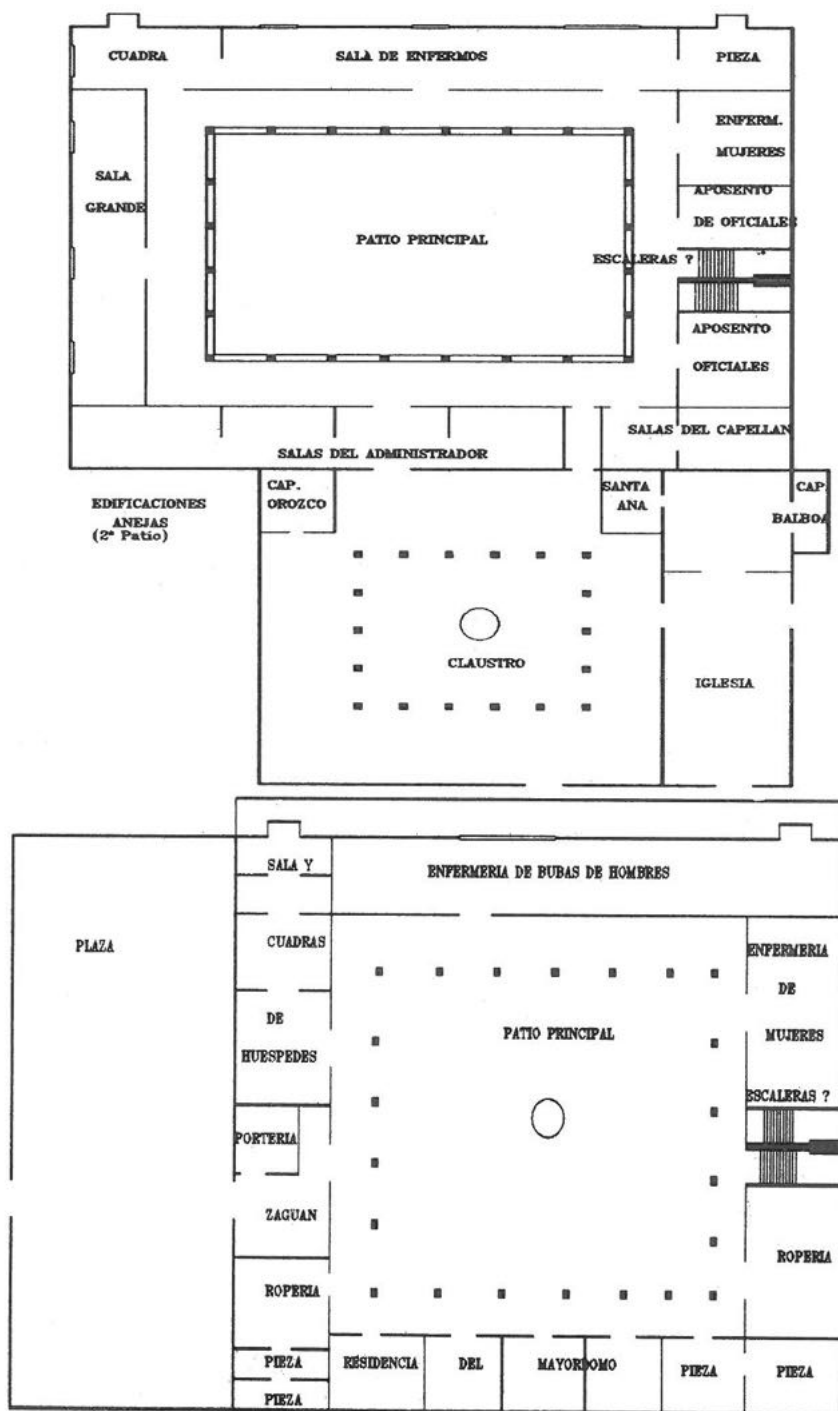 CUADRA
SALA DE ENFERMOS
PIEZA
ENFERM.
MUJERES
SALA
GRANDE
APOSENTO
DE OFICIALES
PATIO PRINCIPAL
ESCALERAS ?
APOSENTO
OFICIALES
SALAS DEL CAPELLAN
SALAS DEL ADMINISTRADOR
CAP.
OROZCO
SANTA
ANA
CAP.
BALBOA
EDIFICACIONES
ANEJAS
(2ª Patio)
CLAUSTRO
IGLESIA
SALA Y
ENFERMERIA DE BUBAS DE HOMBRES
PLAZA
CUADRAS
ENFERMERIA
DE
MUJERES
DE
HUESPEDES
PATIO PRINCIPAL
ESCALERAS ?
PORTERIA
ZAGUAN
ROPERIA
ROPERIA
PIEZA
RESIDENCIA DEL MAYORDOMO
PIEZA
PIEZA
PIEZA